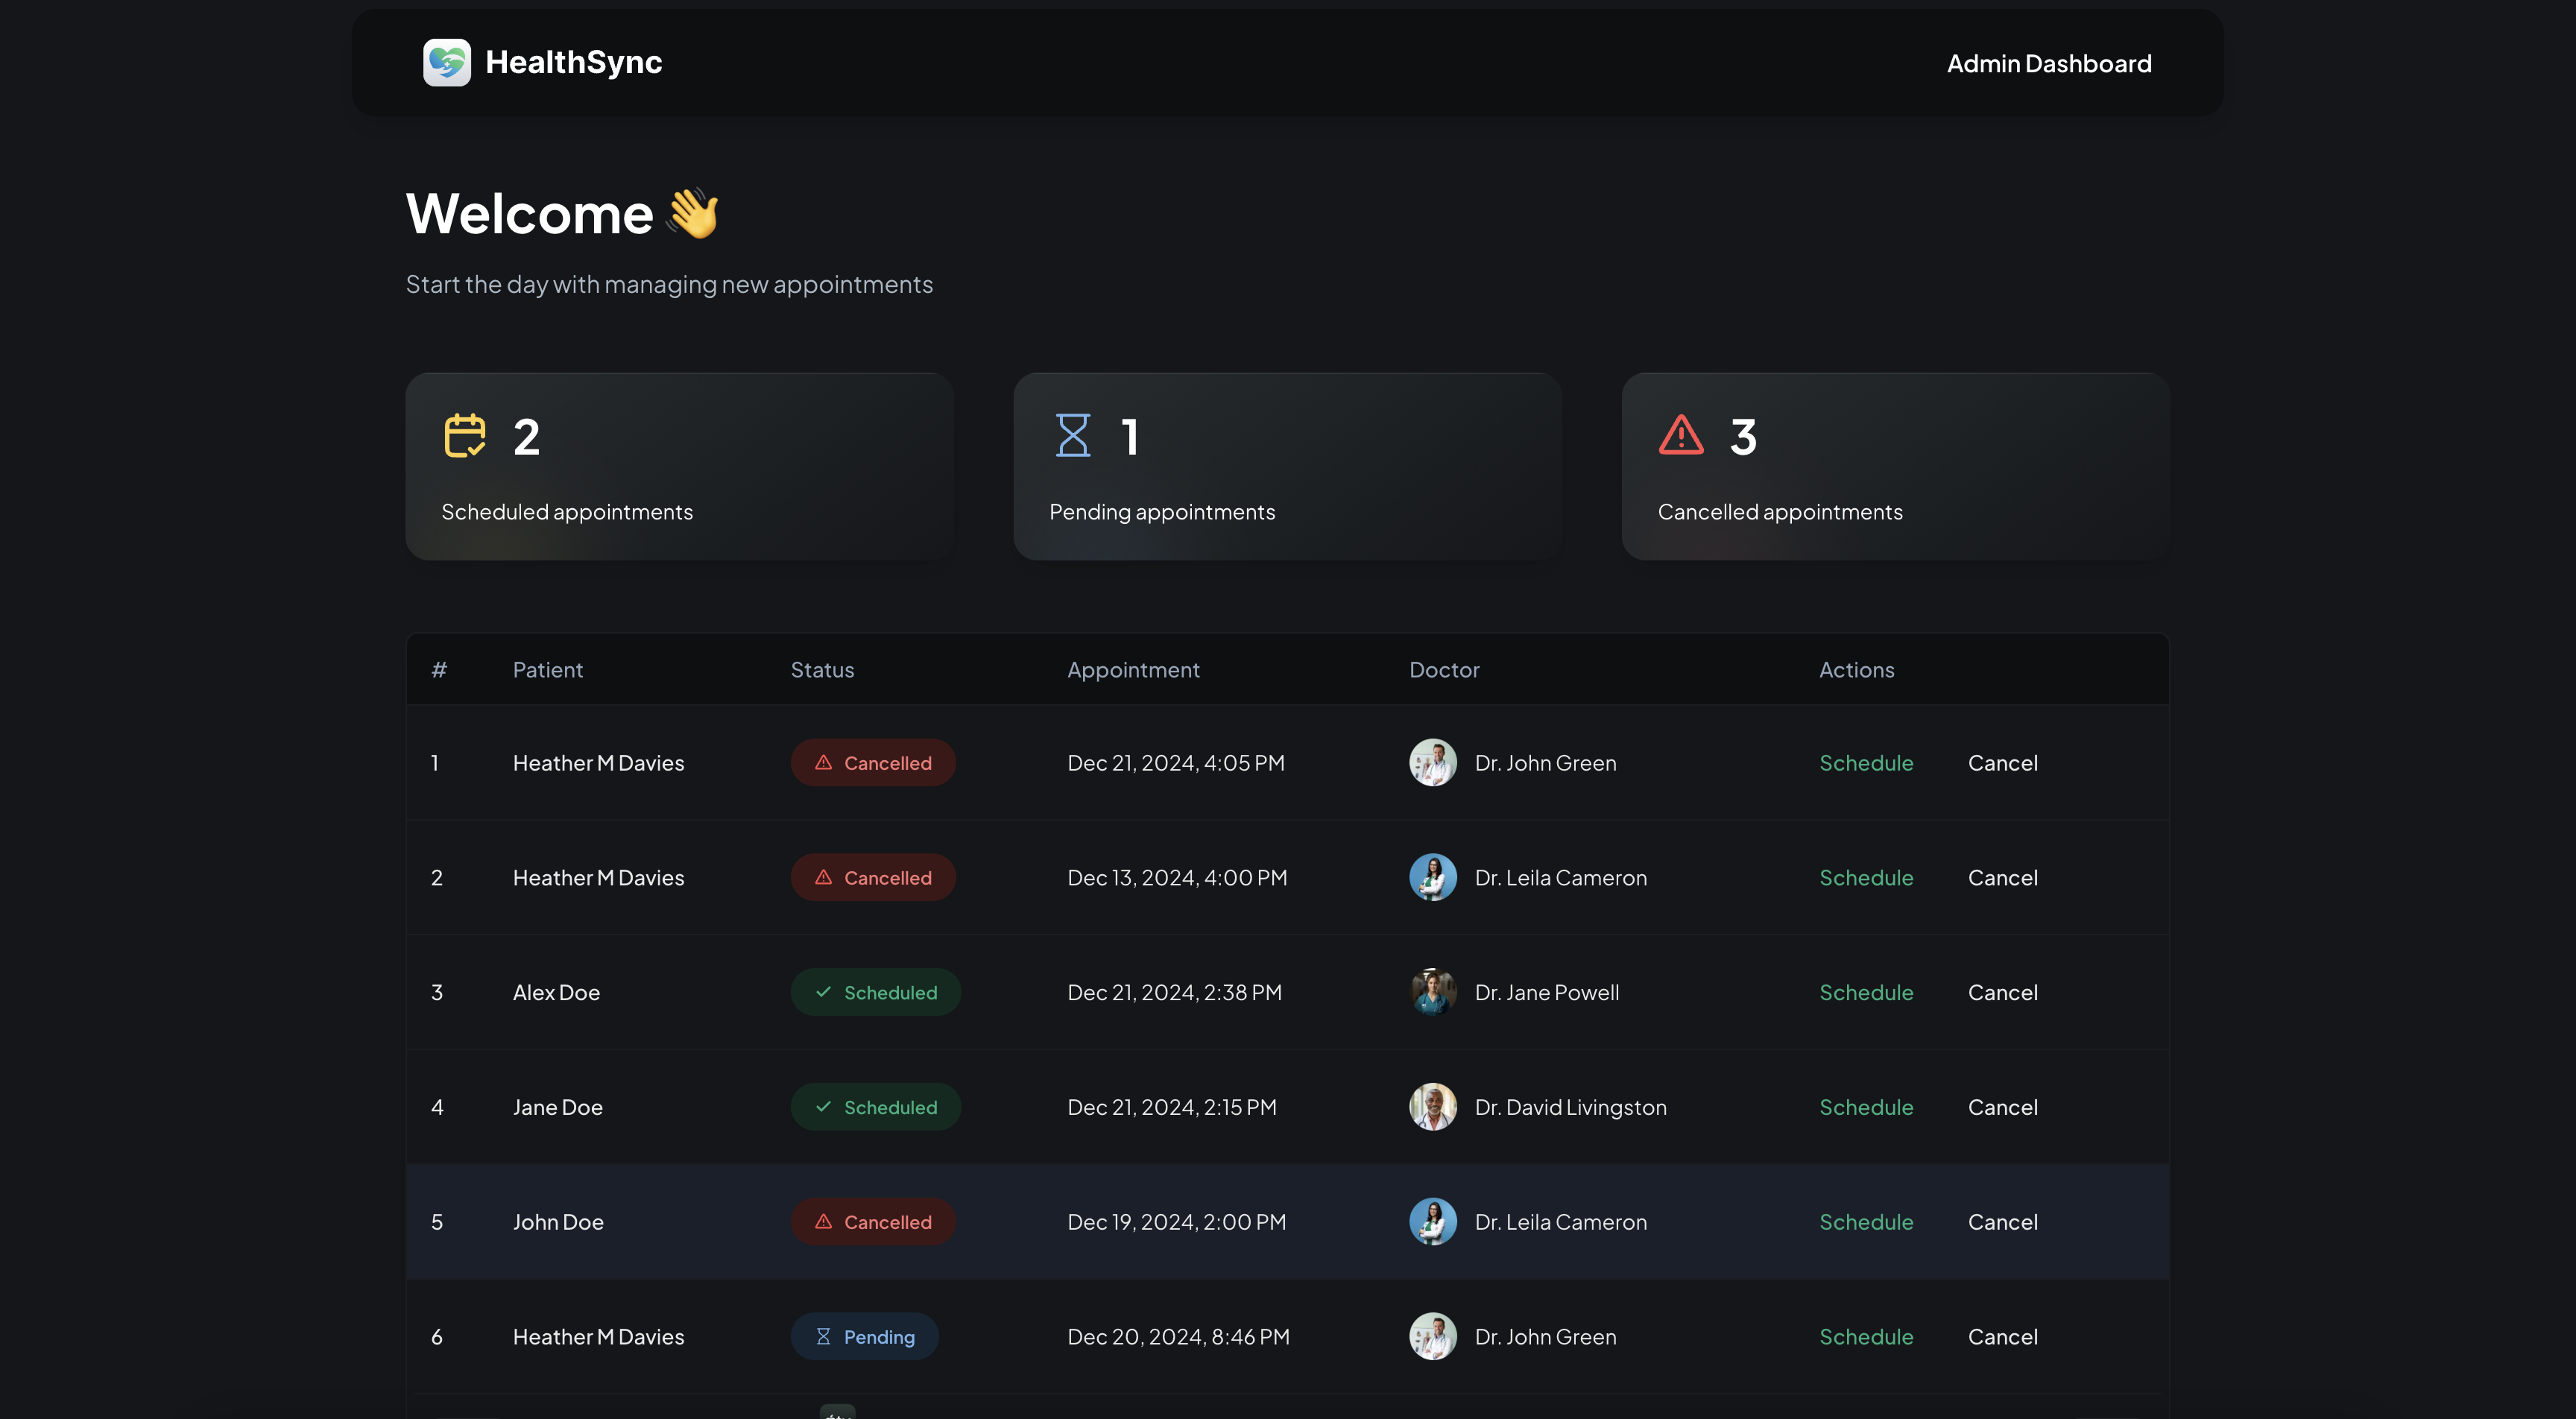 HealthSync
Admin Dashboard
Welcome 👋
Start the day with managing new appointments
2
Scheduled appointments
1
Pending appointments
3
Cancelled appointments
# Patient Status Appointment Doctor Actions
1 Heather M Davies Cancelled Dec 21, 2024, 4:05 PM Dr. John Green Schedule Cancel
2 Heather M Davies Cancelled Dec 13, 2024, 4:00 PM Dr. Leila Cameron Schedule Cancel
3 Alex Doe Scheduled Dec 21, 2024, 2:38 PM Dr. Jane Powell Schedule Cancel
4 Jane Doe Scheduled Dec 21, 2024, 2:15 PM Dr. David Livingston Schedule Cancel
5 John Doe Cancelled Dec 19, 2024, 2:00 PM Dr. Leila Cameron Schedule Cancel
6 Heather M Davies Pending Dec 20, 2024, 8:46 PM Dr. John Green Schedule Cancel